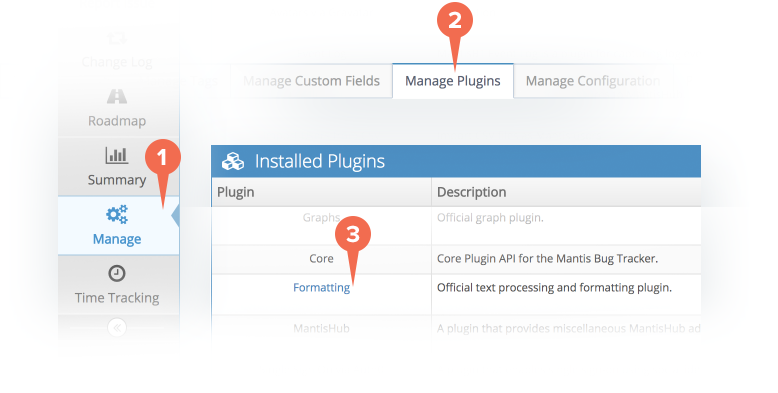 2
Change Log
Manage Custom Fields
Manage Plugins
Manage Configuration
Roadmap
1
Summary
Installed Plugins
Plugin
Description
Graphs
Official graph plugin.
3
Manage
Core
Core Plugin API for the Mantis Bug Tracker.
Formatting
Official text processing and formatting plugin.
Time Tracking
MantisHub
A plugin that provides miscellaneous MantisHub ad